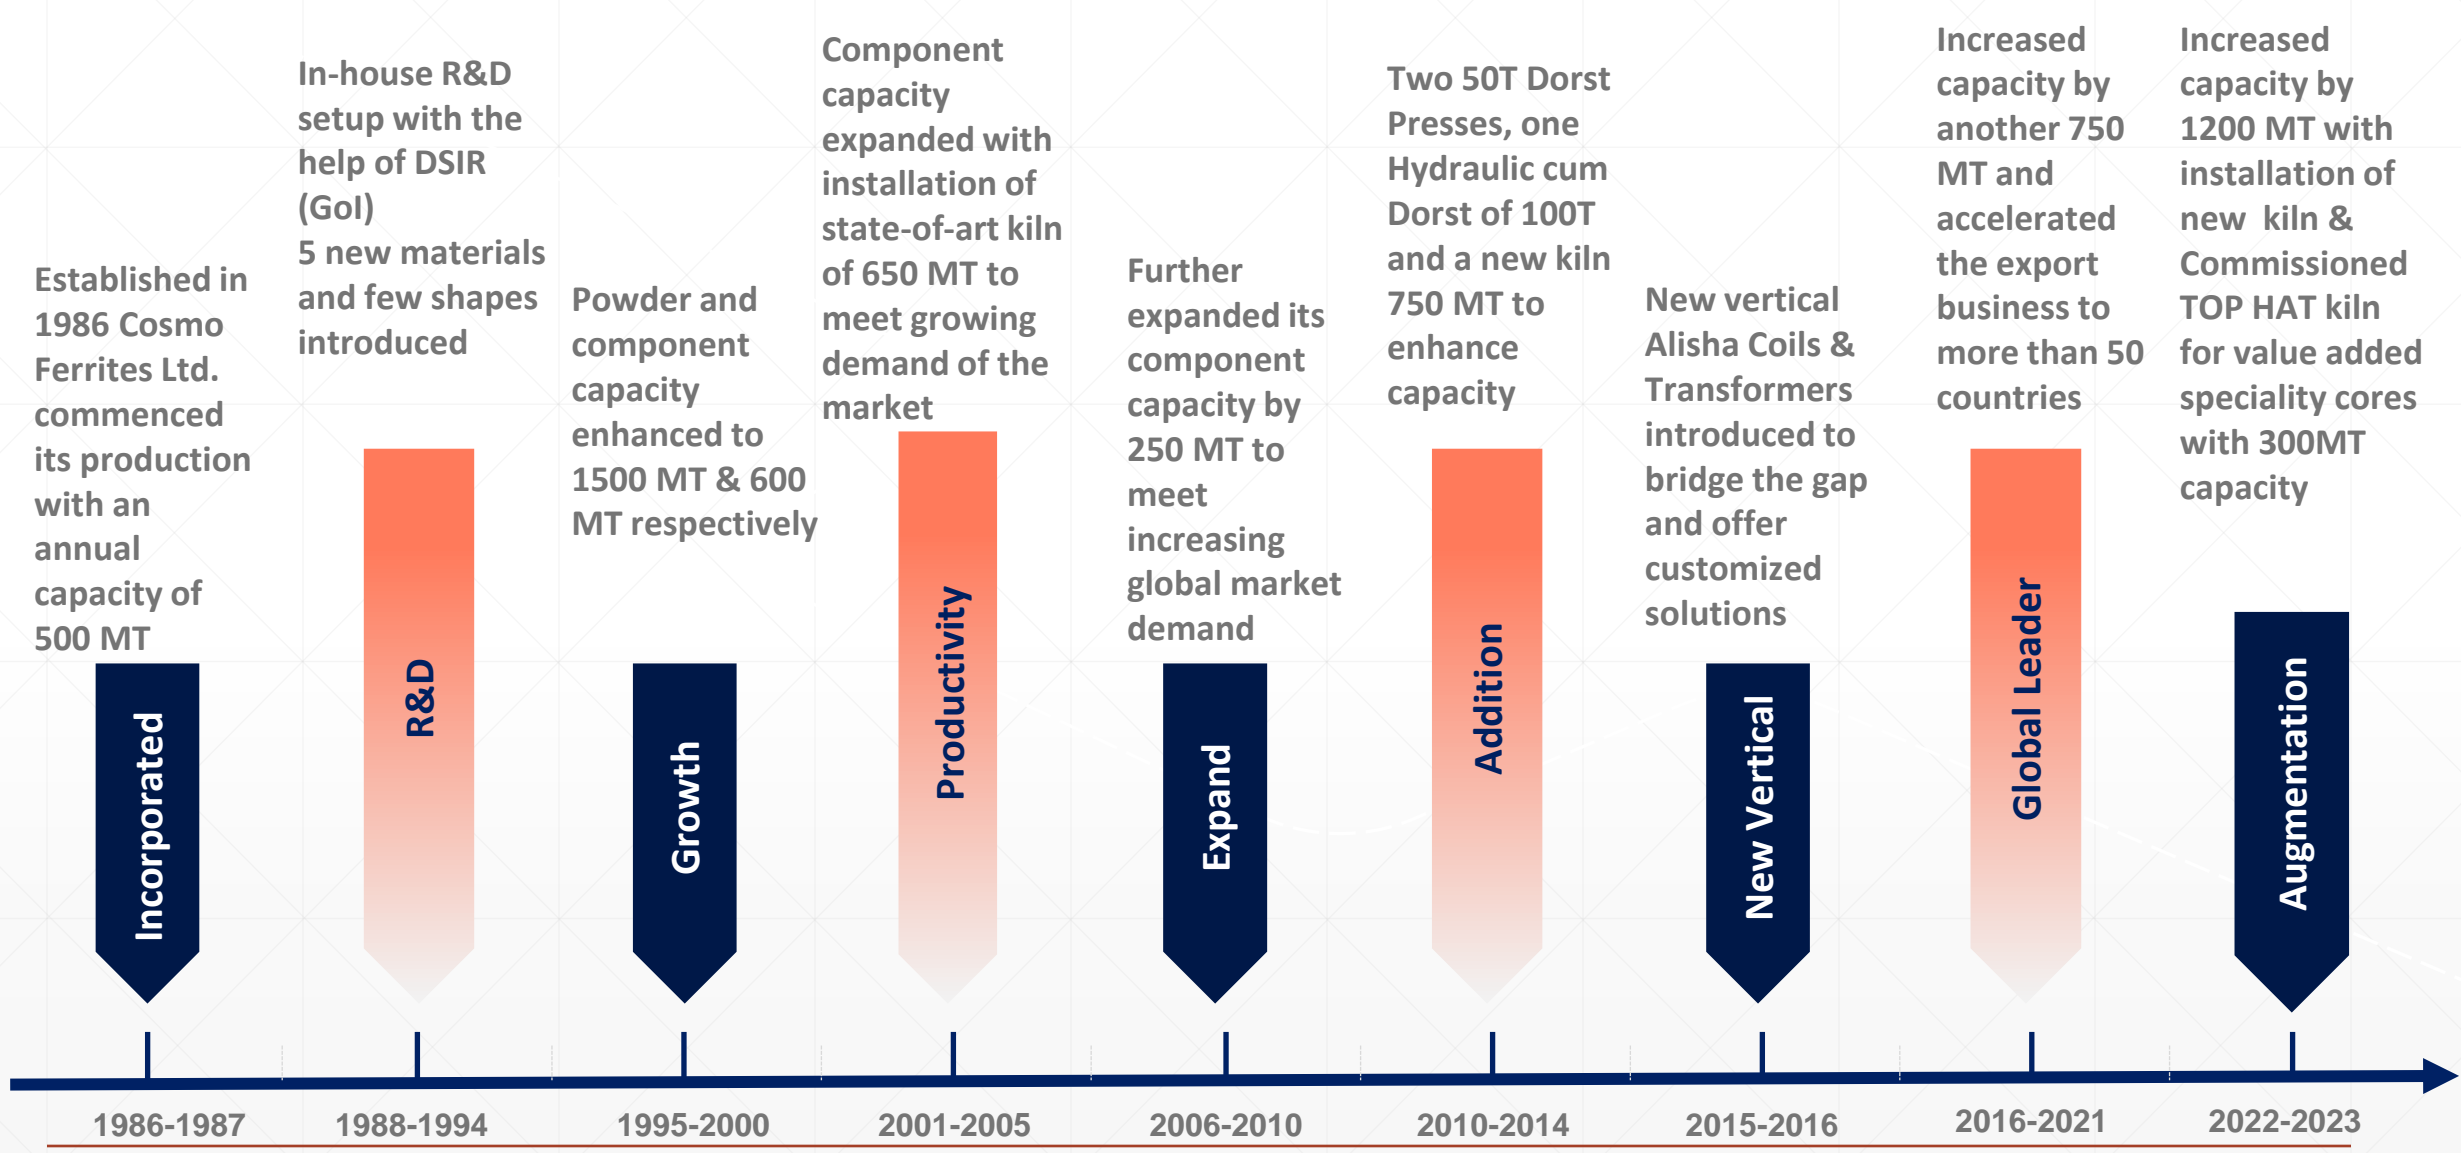 Established in
1986 Cosmo
Ferrites Ltd.
commenced
its production
with an
annual
capacity of
500 MT
Incorporated
1986-1987
In-house R&D
setup with the
help of DSIR
(GoI)
5 new materials
and few shapes
introduced
R&D
1988-1994
Powder and
component
capacity
enhanced to
1500 MT & 600
MT respectively
Growth
1995-2000
Component
capacity
expanded with
installation of
state-of-art kiln
of 650 MT to
meet growing
demand of the
market
Productivity
2001-2005
Further
expanded its
component
capacity by
250 MT to
meet
increasing
global market
demand
Expand
2006-2010
Two 50T Dorst
Presses, one
Hydraulic cum
Dorst of 100T
and a new kiln
750 MT to
enhance
capacity
Addition
2010-2014
New vertical
Alisha Coils &
Transformers
introduced to
bridge the gap
and offer
customized
solutions
New Vertical
2015-2016
Increased
capacity by
another 750
MT and
accelerated
the export
business to
more than 50
countries
Global Leader
2016-2021
Increased
capacity by
1200 MT with
installation of
new kiln &
Commissioned
TOP HAT kiln
for value added
speciality cores
with 300MT
capacity
Augmentation
2022-2023